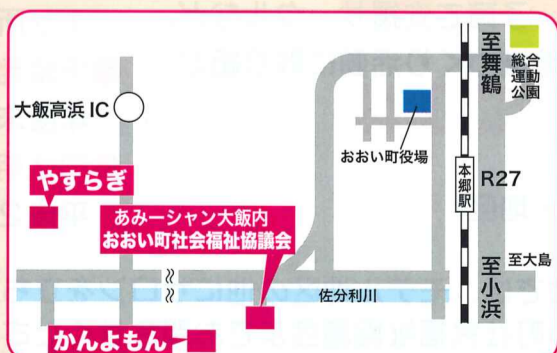 至舞鶴
総合
運動
公園
大飯高浜 IC
おおい町役場
やすらぎ
本郷駅
R27
あみーシャン大飯内
おおい町社会福祉協議会
至大島
至小浜
佐分利川
かんよもん